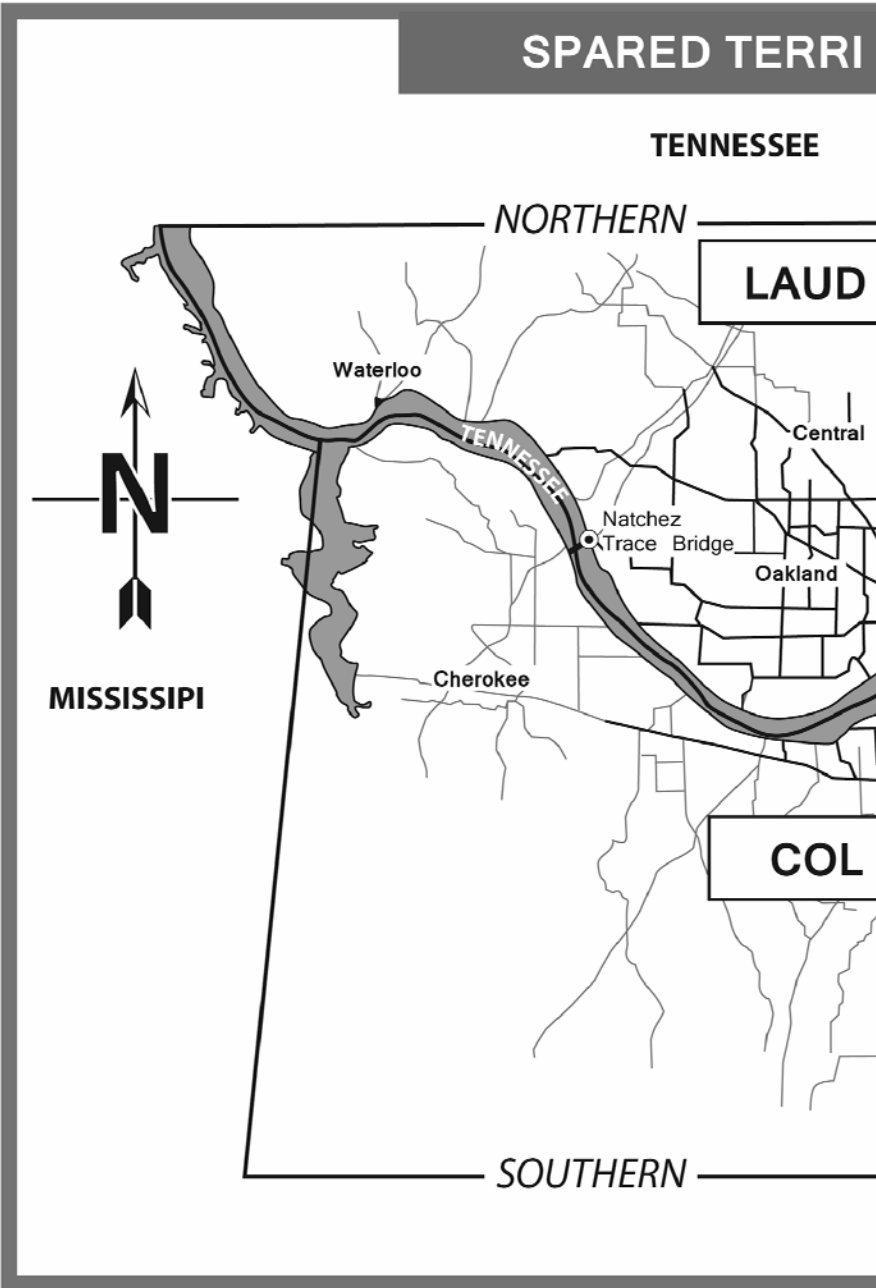 SPARED TERRI
TENNESSEE
NORTHERN
LAUD
Waterloo
TENNESSEE
Central
N
Natchez
Trace Bridge
Oakland
MISSISSIPI
Cherokee
COL
SOUTHERN